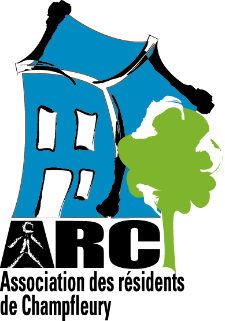 ARC
Association des résidents
de Champfleury